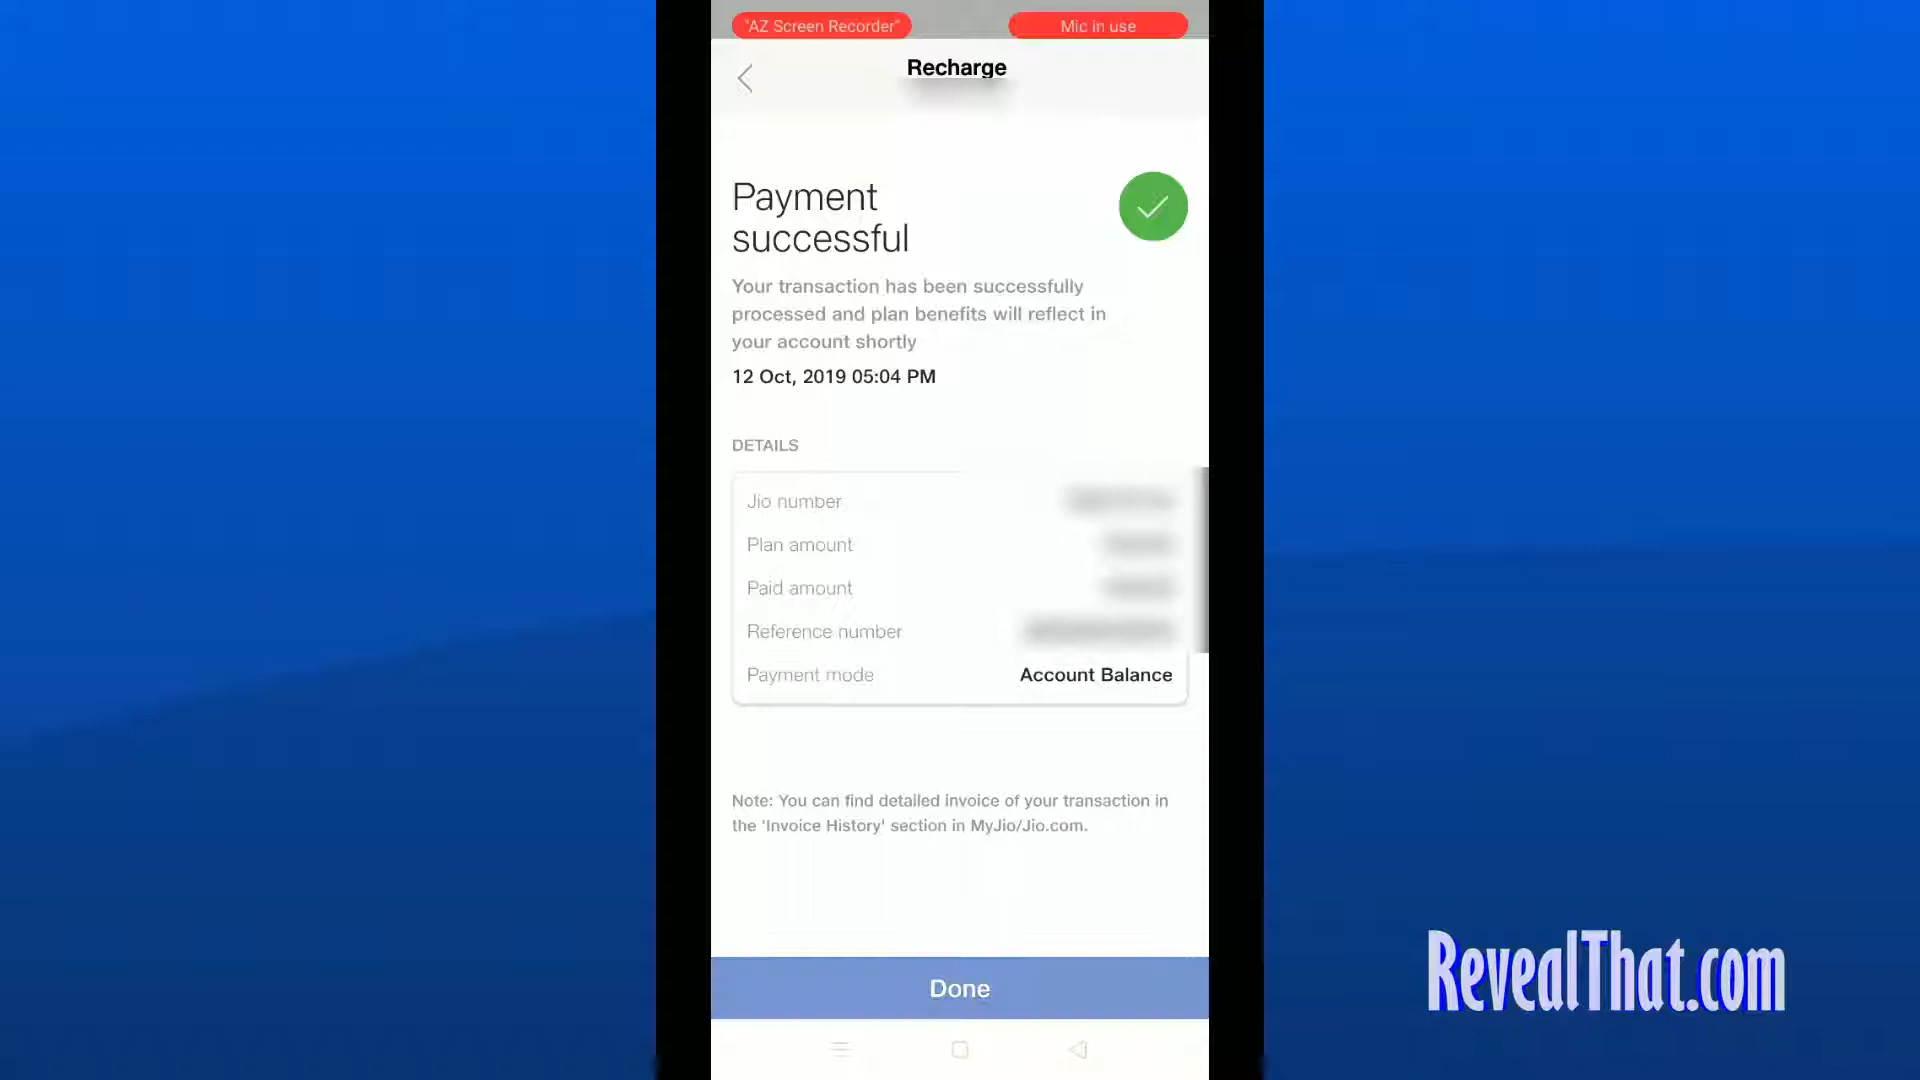 "AZ Screen Recorder"
Mic in use
Recharge
Payment
successful
Your transaction has been successfully
processed and plan benefits will reflect in
your account shortly
12 Oct, 2019 05:04 PM
DETAILS
Jio number
Plan amount
Paid amount
Reference number
Payment mode Account Balance
Note: You can find detailed invoice of your transaction in
the 'Invoice History' section in MyJio/Jio.com.
Done
RevealThat.com